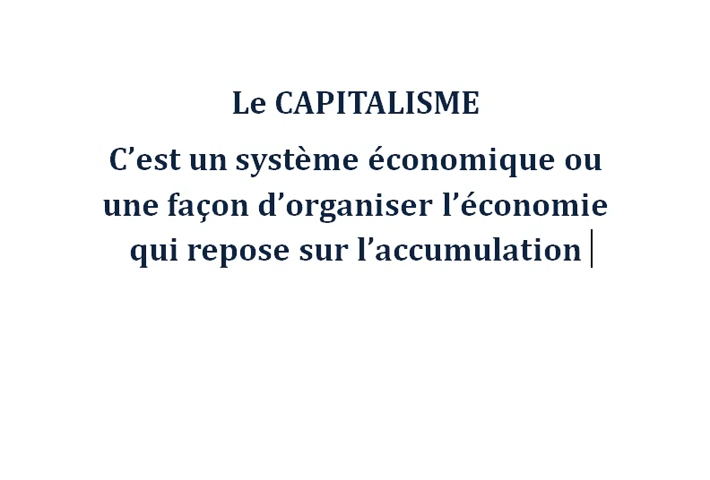 Le CAPITALISME
C’est un système économique ou
une façon d’organiser l’économie
qui repose sur l’accumulation